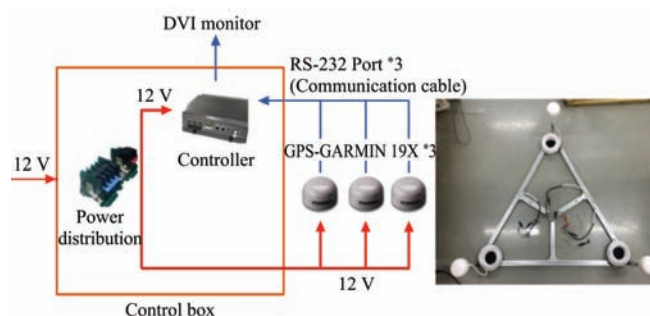 DVI monitor
RS-232 Port *3
(Communication cable)
12 V
Controller
GPS-GARMIN 19X *3
12 V
Power
distribution
12 V
Control box